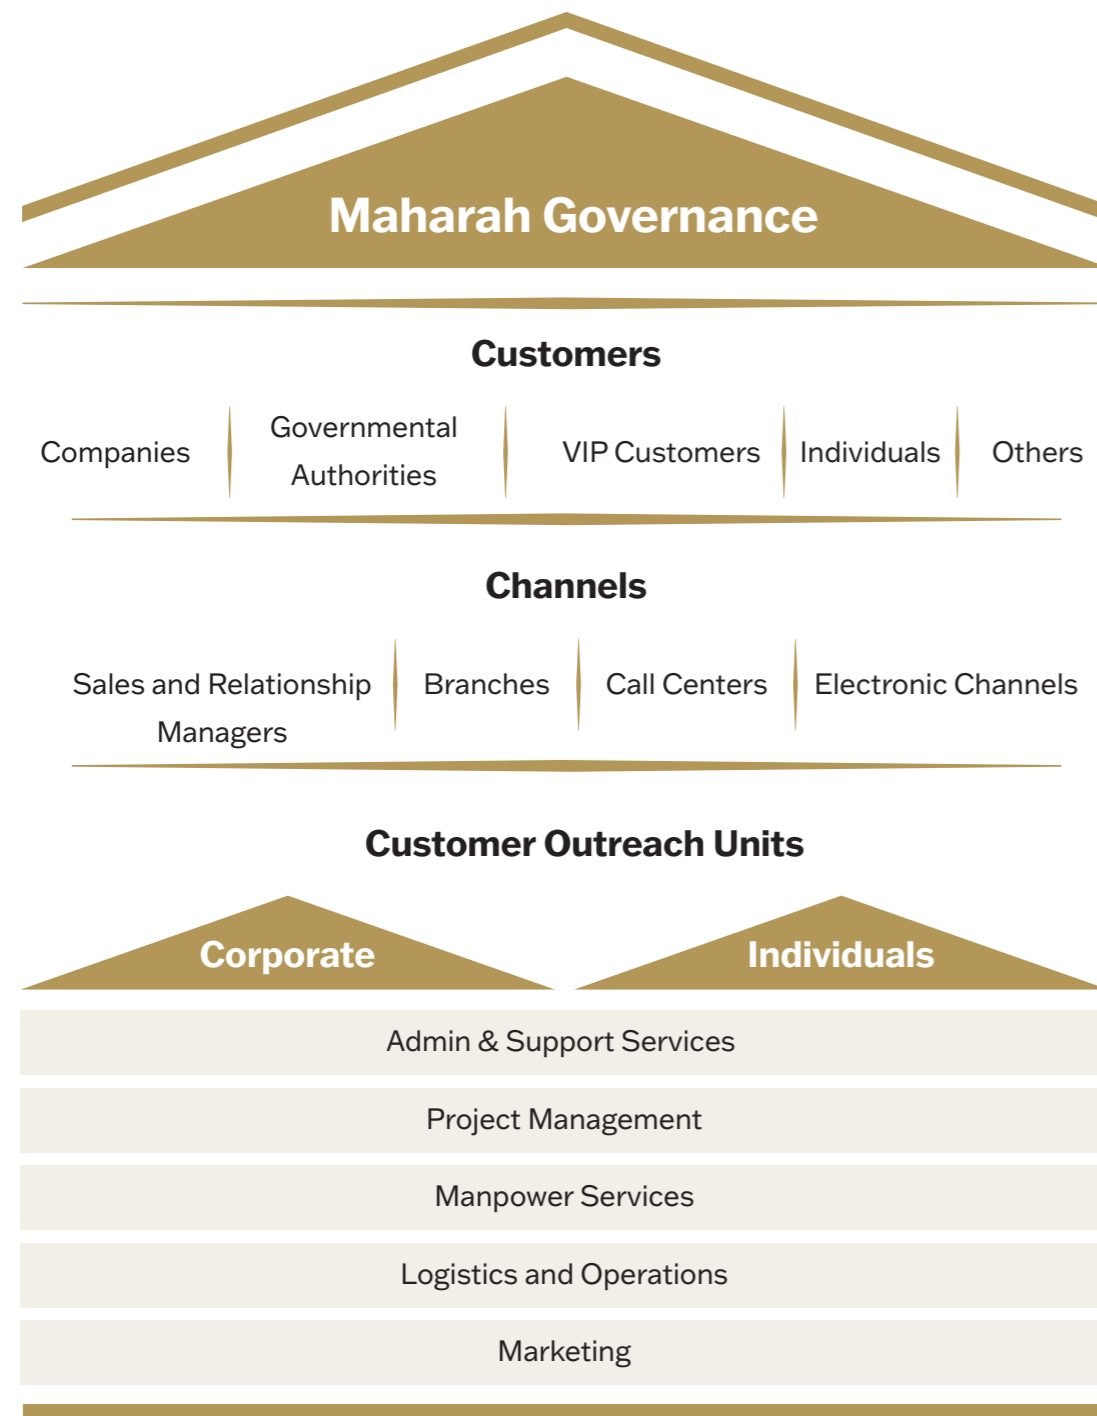 Maharah Governance
Customers
Companies
Governmental
Authorities
VIP Customers
Individuals
Others
Channels
Sales and Relationship
Managers
Branches
Call Centers
Electronic Channels
Customer Outreach Units
Corporate
Individuals
Admin & Support Services
Project Management
Manpower Services
Logistics and Operations
Marketing